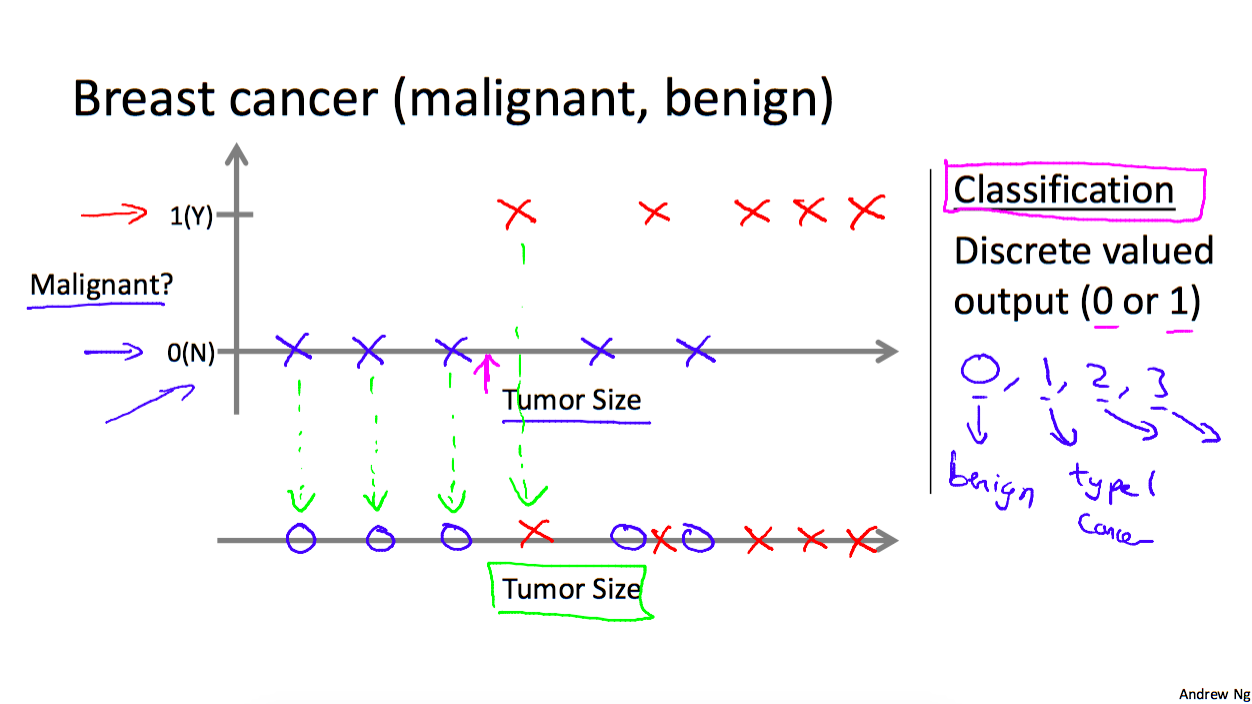 Breast cancer (malignant, benign)
1(Y)
Malignant?
0(N)
Tumor Size
Tumor Size
Classification
Discrete valued
output (0 or 1)
0, 1, 2, 3
benign
type 1
cancer
Andrew Ng